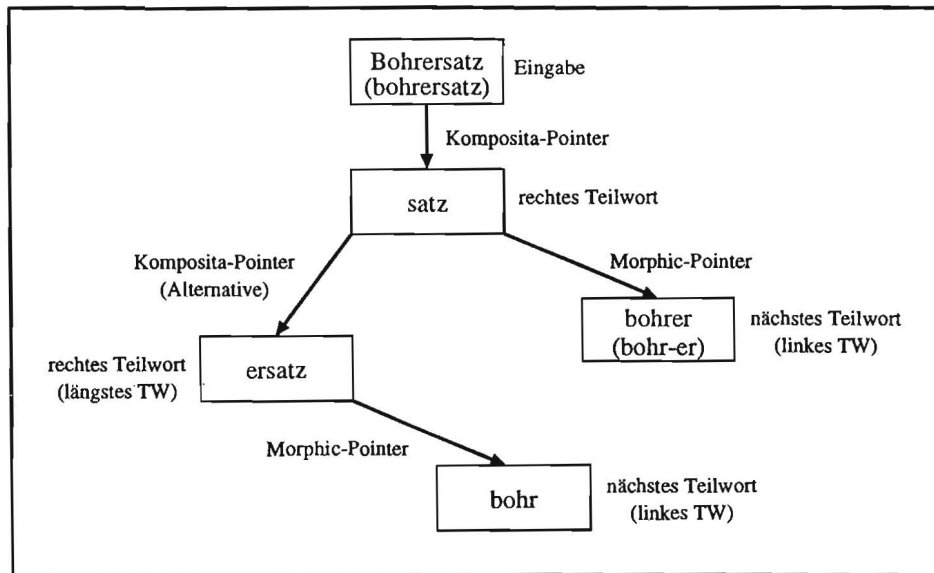 Bohrersatz
(bohrersatz)
Eingabe
Komposita-Pointer
satz
rechtes Teilwort
Komposita-Pointer
(Alternative)
Morphic-Pointer
bohrer
(bohr-er)
nächstes Teilwort
(linkes TW)
rechtes Teilwort
(längstes TW)
ersatz
Morphic-Pointer
bohr
nächstes Teilwort
(linkes TW)